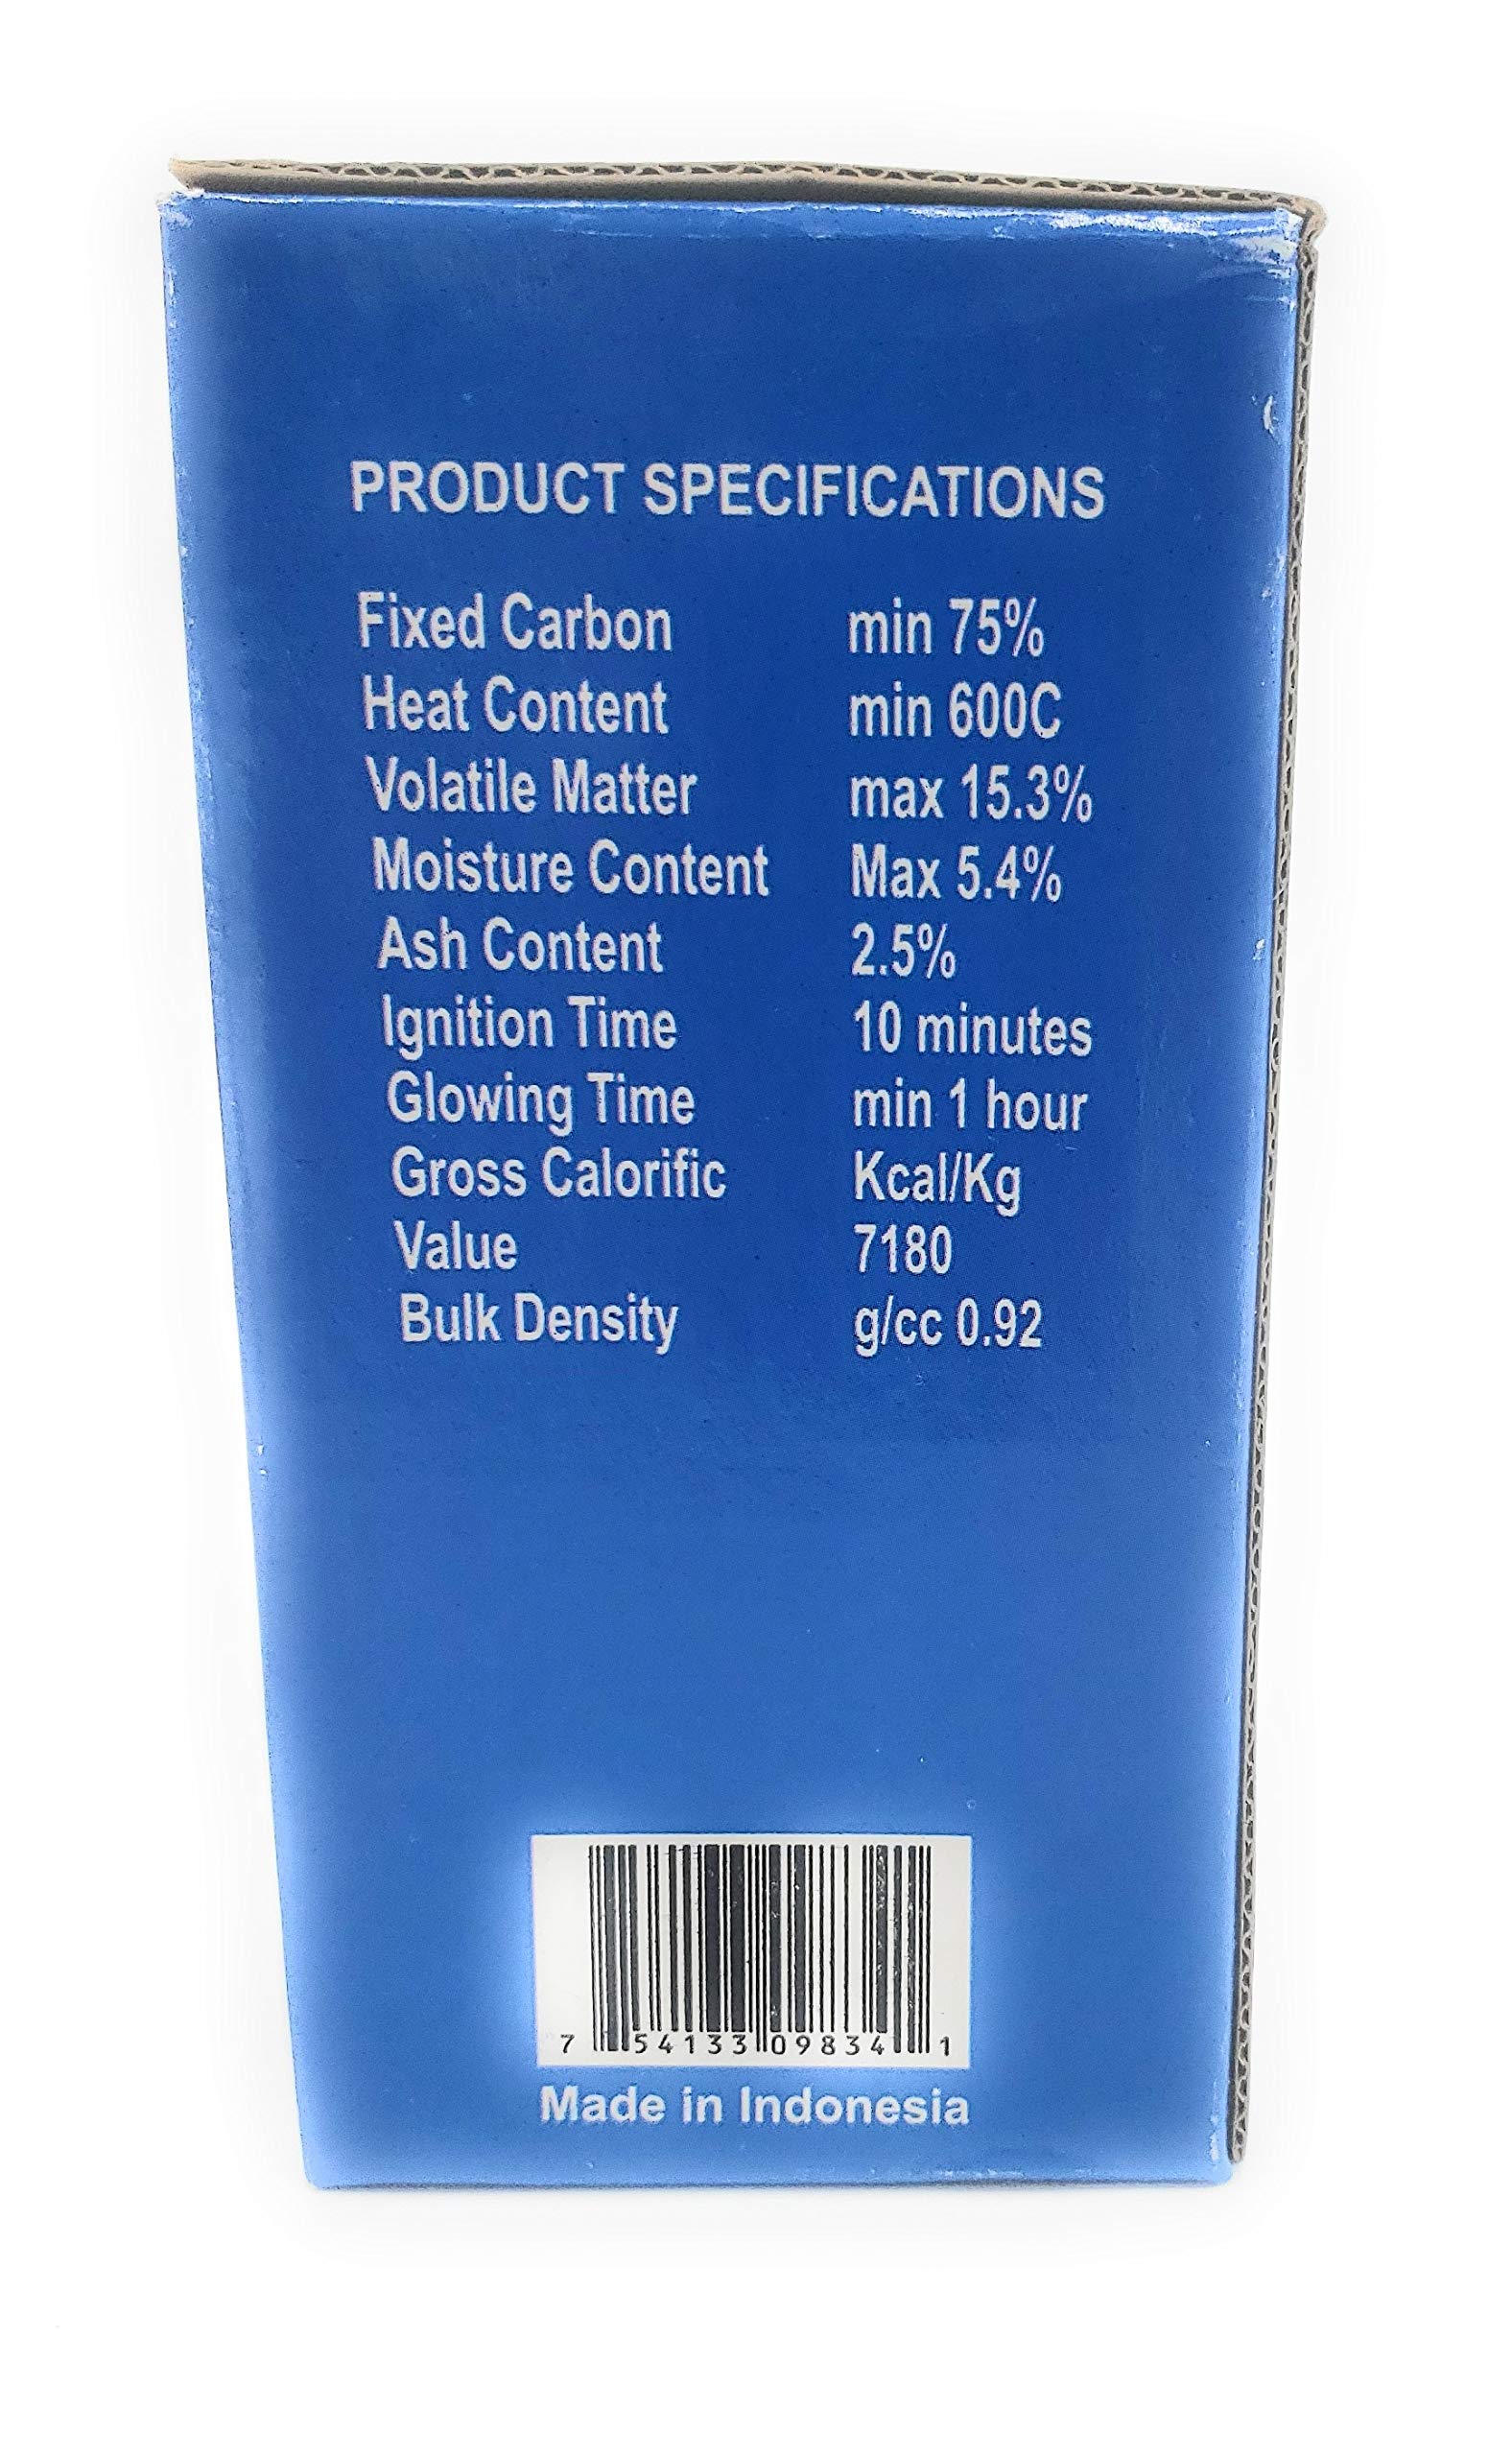 PRODUCT SPECIFICATIONS
Fixed Carbon min 75%
Heat Content min 600C
Volatile Matter max 15.3%
Moisture Content Max 5.4%
Ash Content 2.5%
Ignition Time 10 minutes
Glowing Time min 1 hour
Gross Calorific Kcal/Kg
Value 7180
Bulk Density g/cc 0.92
7 54133 09834 1
Made in Indonesia